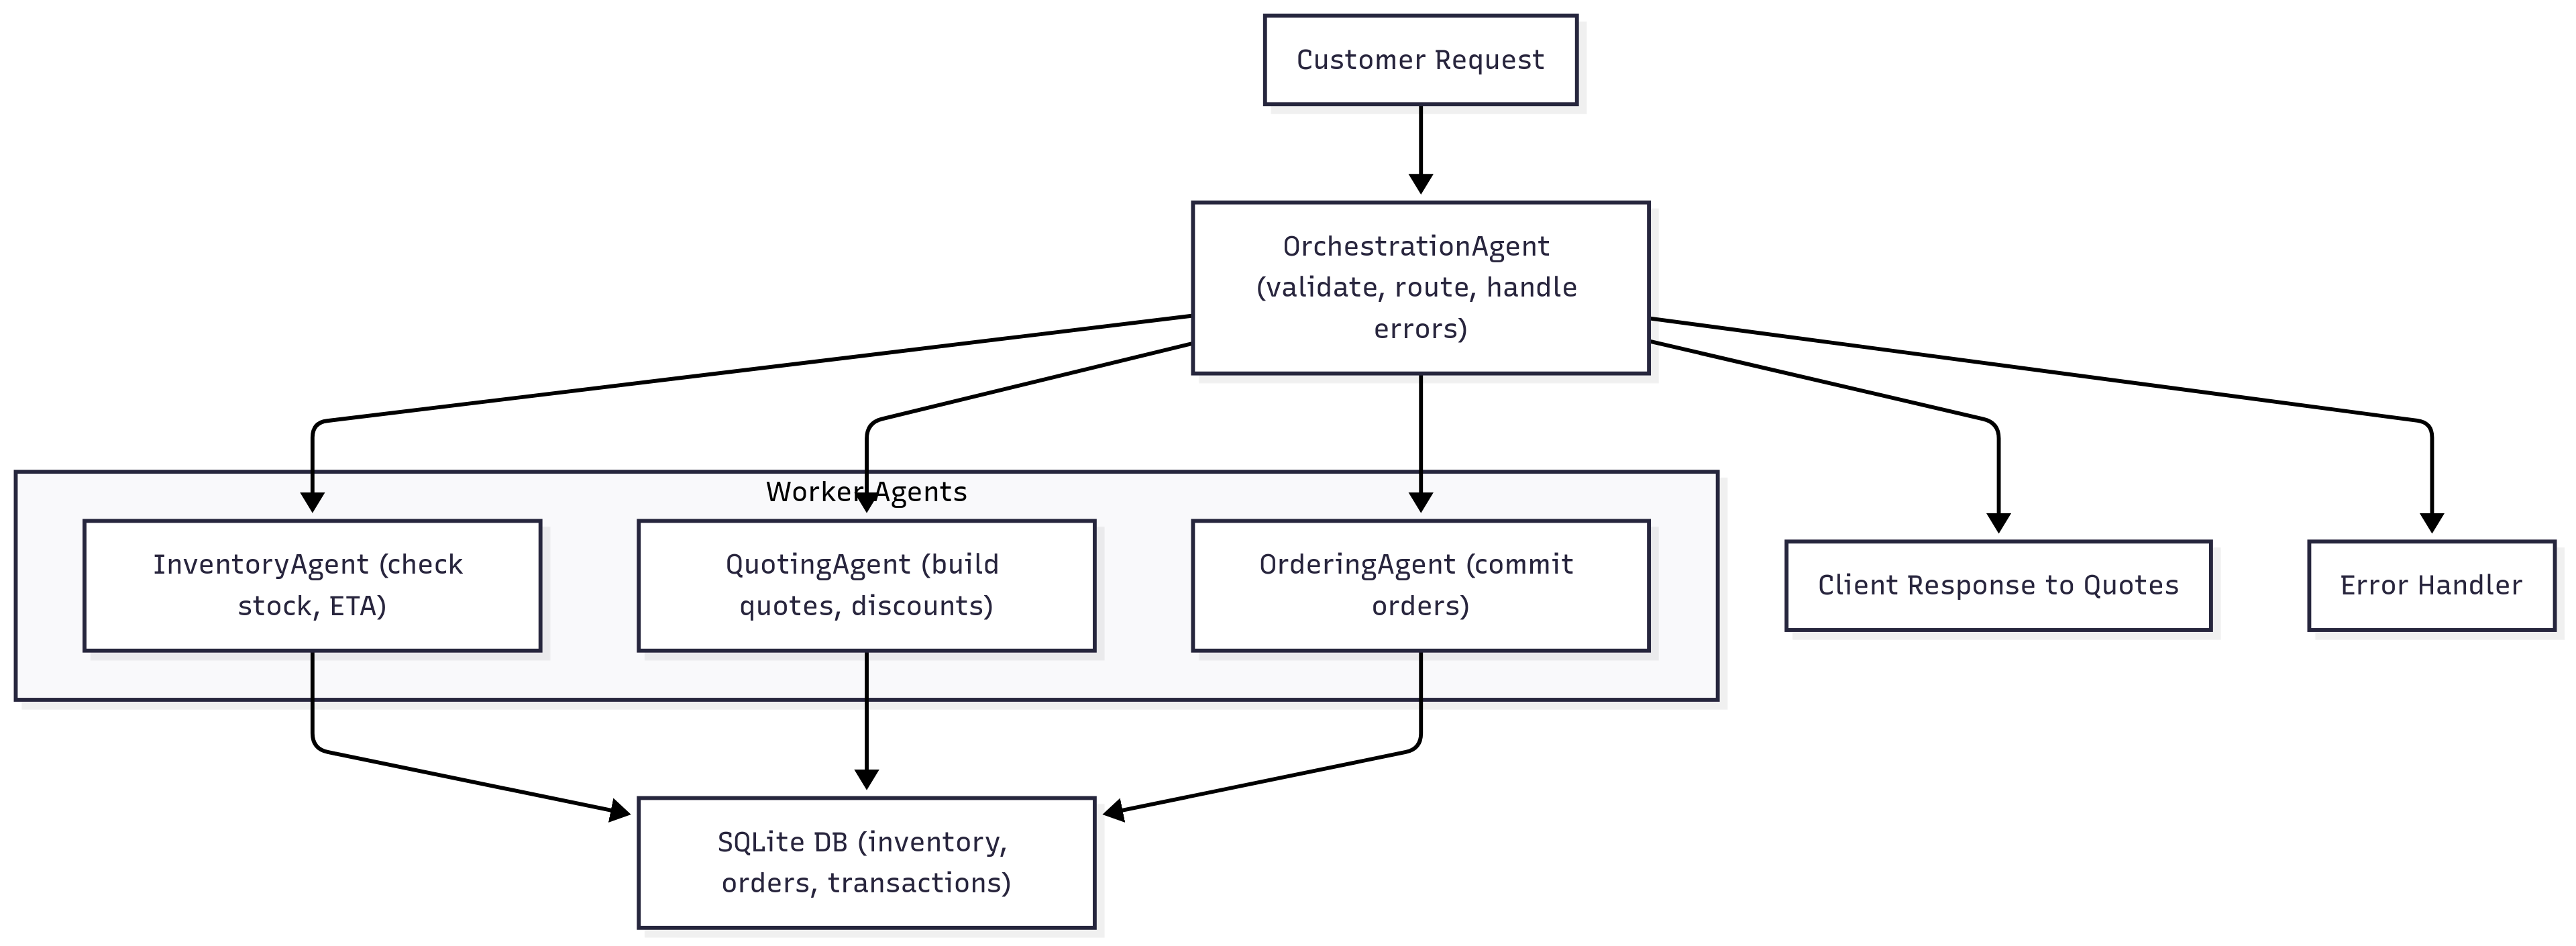 Customer Request
OrchestrationAgent
(validate, route, handle
errors)
Worker Agents
InventoryAgent (check
stock, ETA)
QuotingAgent (build
quotes, discounts)
OrderingAgent (commit
orders)
Client Response to Quotes
Error Handler
SQLite DB (inventory,
orders, transactions)